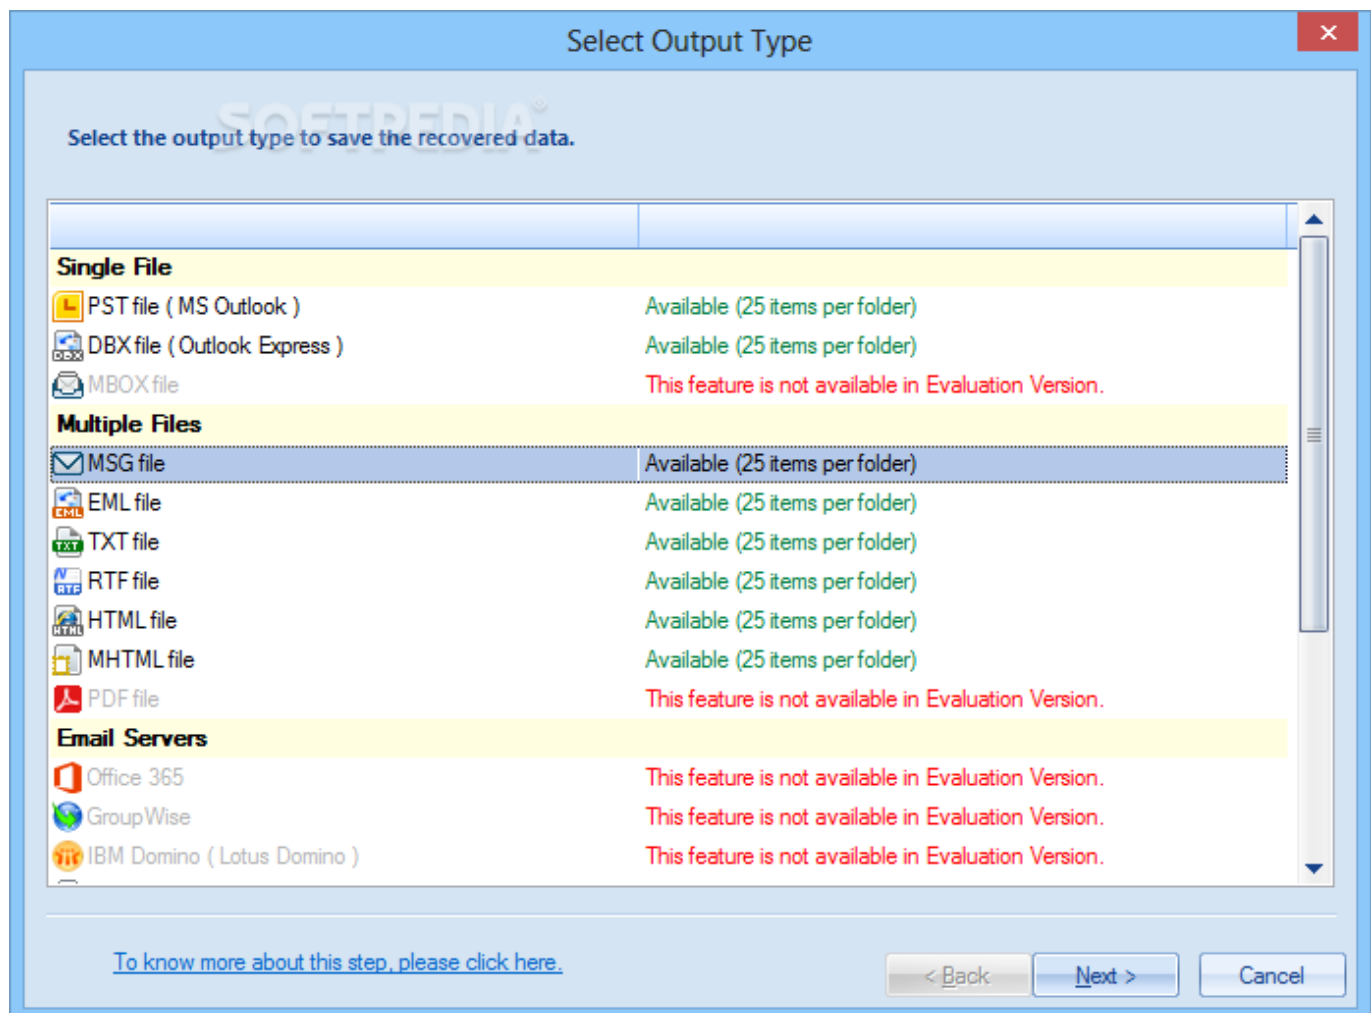 Select Output Type
SOFTPEDIA®
Select the output type to save the recovered data.
Single File
PST file ( MS Outlook ) Available (25 items per folder)
DBX file ( Outlook Express ) Available (25 items per folder)
MBOX file This feature is not available in Evaluation Version.
Multiple Files
MSG file Available (25 items per folder)
EML file Available (25 items per folder)
TXT file Available (25 items per folder)
RTF file Available (25 items per folder)
HTML file Available (25 items per folder)
MHTML file Available (25 items per folder)
PDF file This feature is not available in Evaluation Version.
Email Servers
Office 365 This feature is not available in Evaluation Version.
GroupWise This feature is not available in Evaluation Version.
IBM Domino ( Lotus Domino ) This feature is not available in Evaluation Version.
To know more about this step, please click here.
< Back Next > Cancel